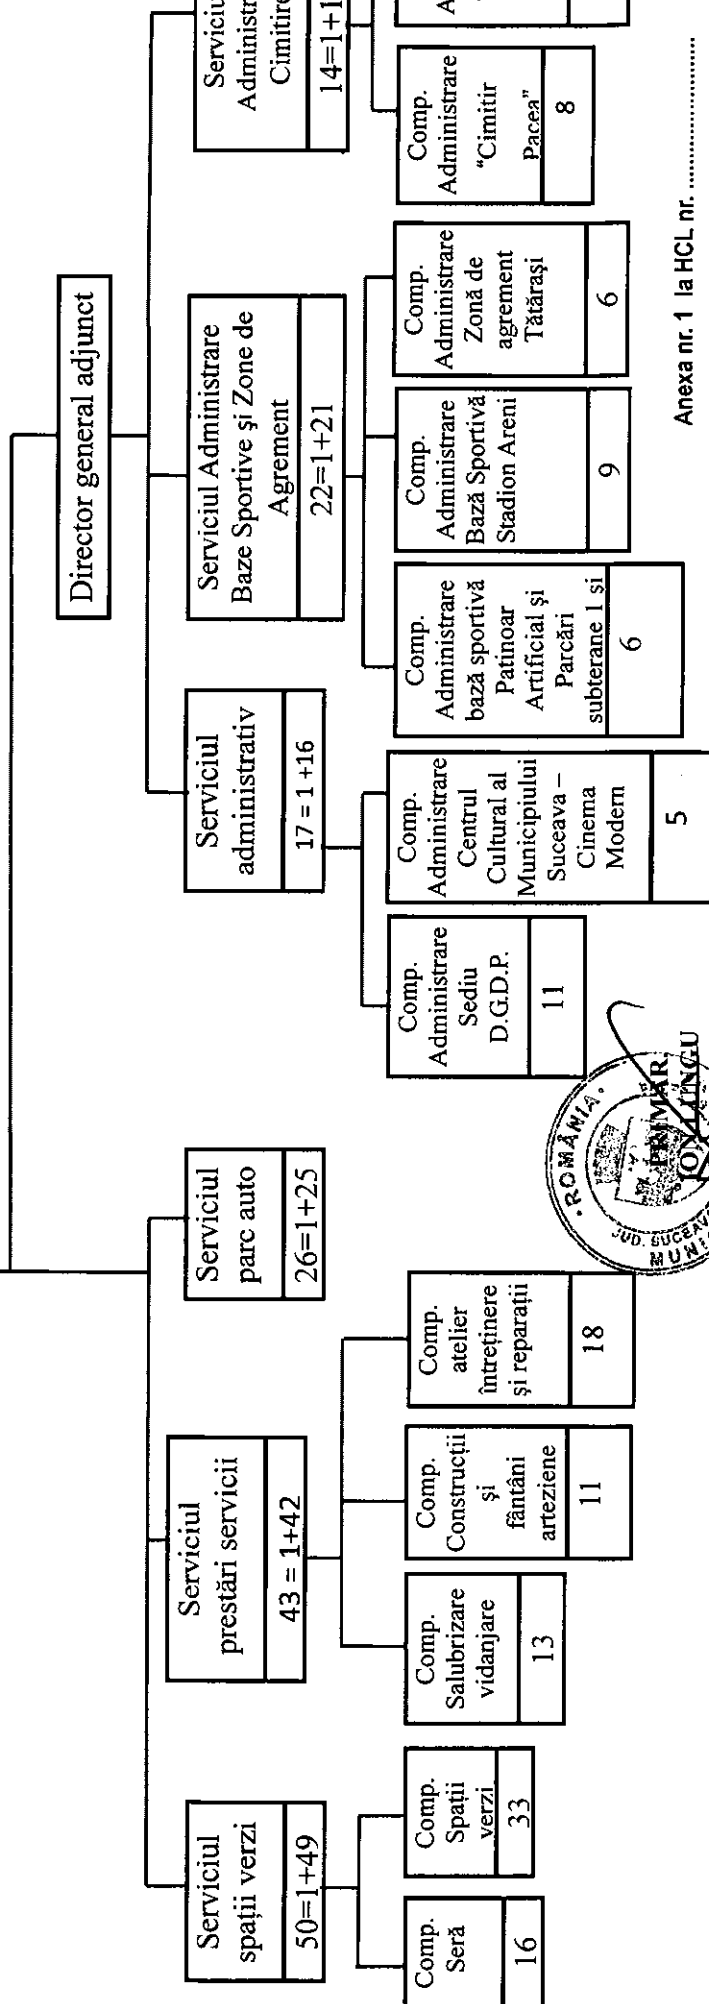 Director general adjunct
Serviciul
spații verzi
50=1+49
Serviciul
prestări servicii
43 = 1+42
Serviciul
parc auto
26=1+25
Serviciul
administrativ
17 = 1 +16
Serviciul Administrare
Baze Sportive și Zone de
Agrement
22=1+21
Comp.
Seră
16
Comp.
Spații
verzi
33
Comp.
Salubrizare
vidanjare
13
Comp.
Construcții
și
fântâni
arteziene
11
Comp.
atelier
întreținere
și reparații
18
Comp.
Administrare
Sediu
D.G.D.P.
11
Comp.
Administrare
Centrul
Cultural al
Municipiului
Suceava –
Cinema
Modern
5
Comp.
Administrare
bază sportivă
Patinoar
Artificial și
Parcări
subterane 1 și
6
Comp.
Administrare
Bază Sportivă
Stadion Areni
9
Comp.
Administrare
Zonă de
agrement
Tătărași
6
Comp.
Administrare
“Cimitir
Pacea”
8
ROMÂNIA
JUD. SUCEAVA
PRIMAR,
ION LUNGU
Anexa nr. 1 la HCL nr. ........................